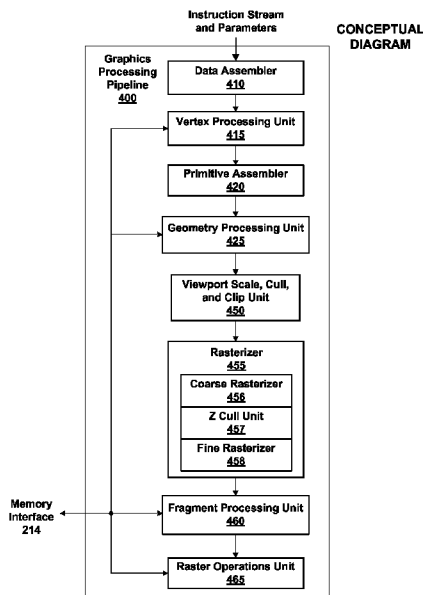 Instruction Stream
and Parameters
CONCEPTUAL
DIAGRAM
Graphics
Processing
Pipeline
400
Data Assembler
410
Vertex Processing Unit
415
Primitive Assembler
420
Geometry Processing Unit
425
Viewport Scale, Cull,
and Clip Unit
450
Rasterizer
455
Coarse Rasterizer
456
Z Cull Unit
457
Fine Rasterizer
458
Memory
Interface
214
Fragment Processing Unit
460
Raster Operations Unit
465